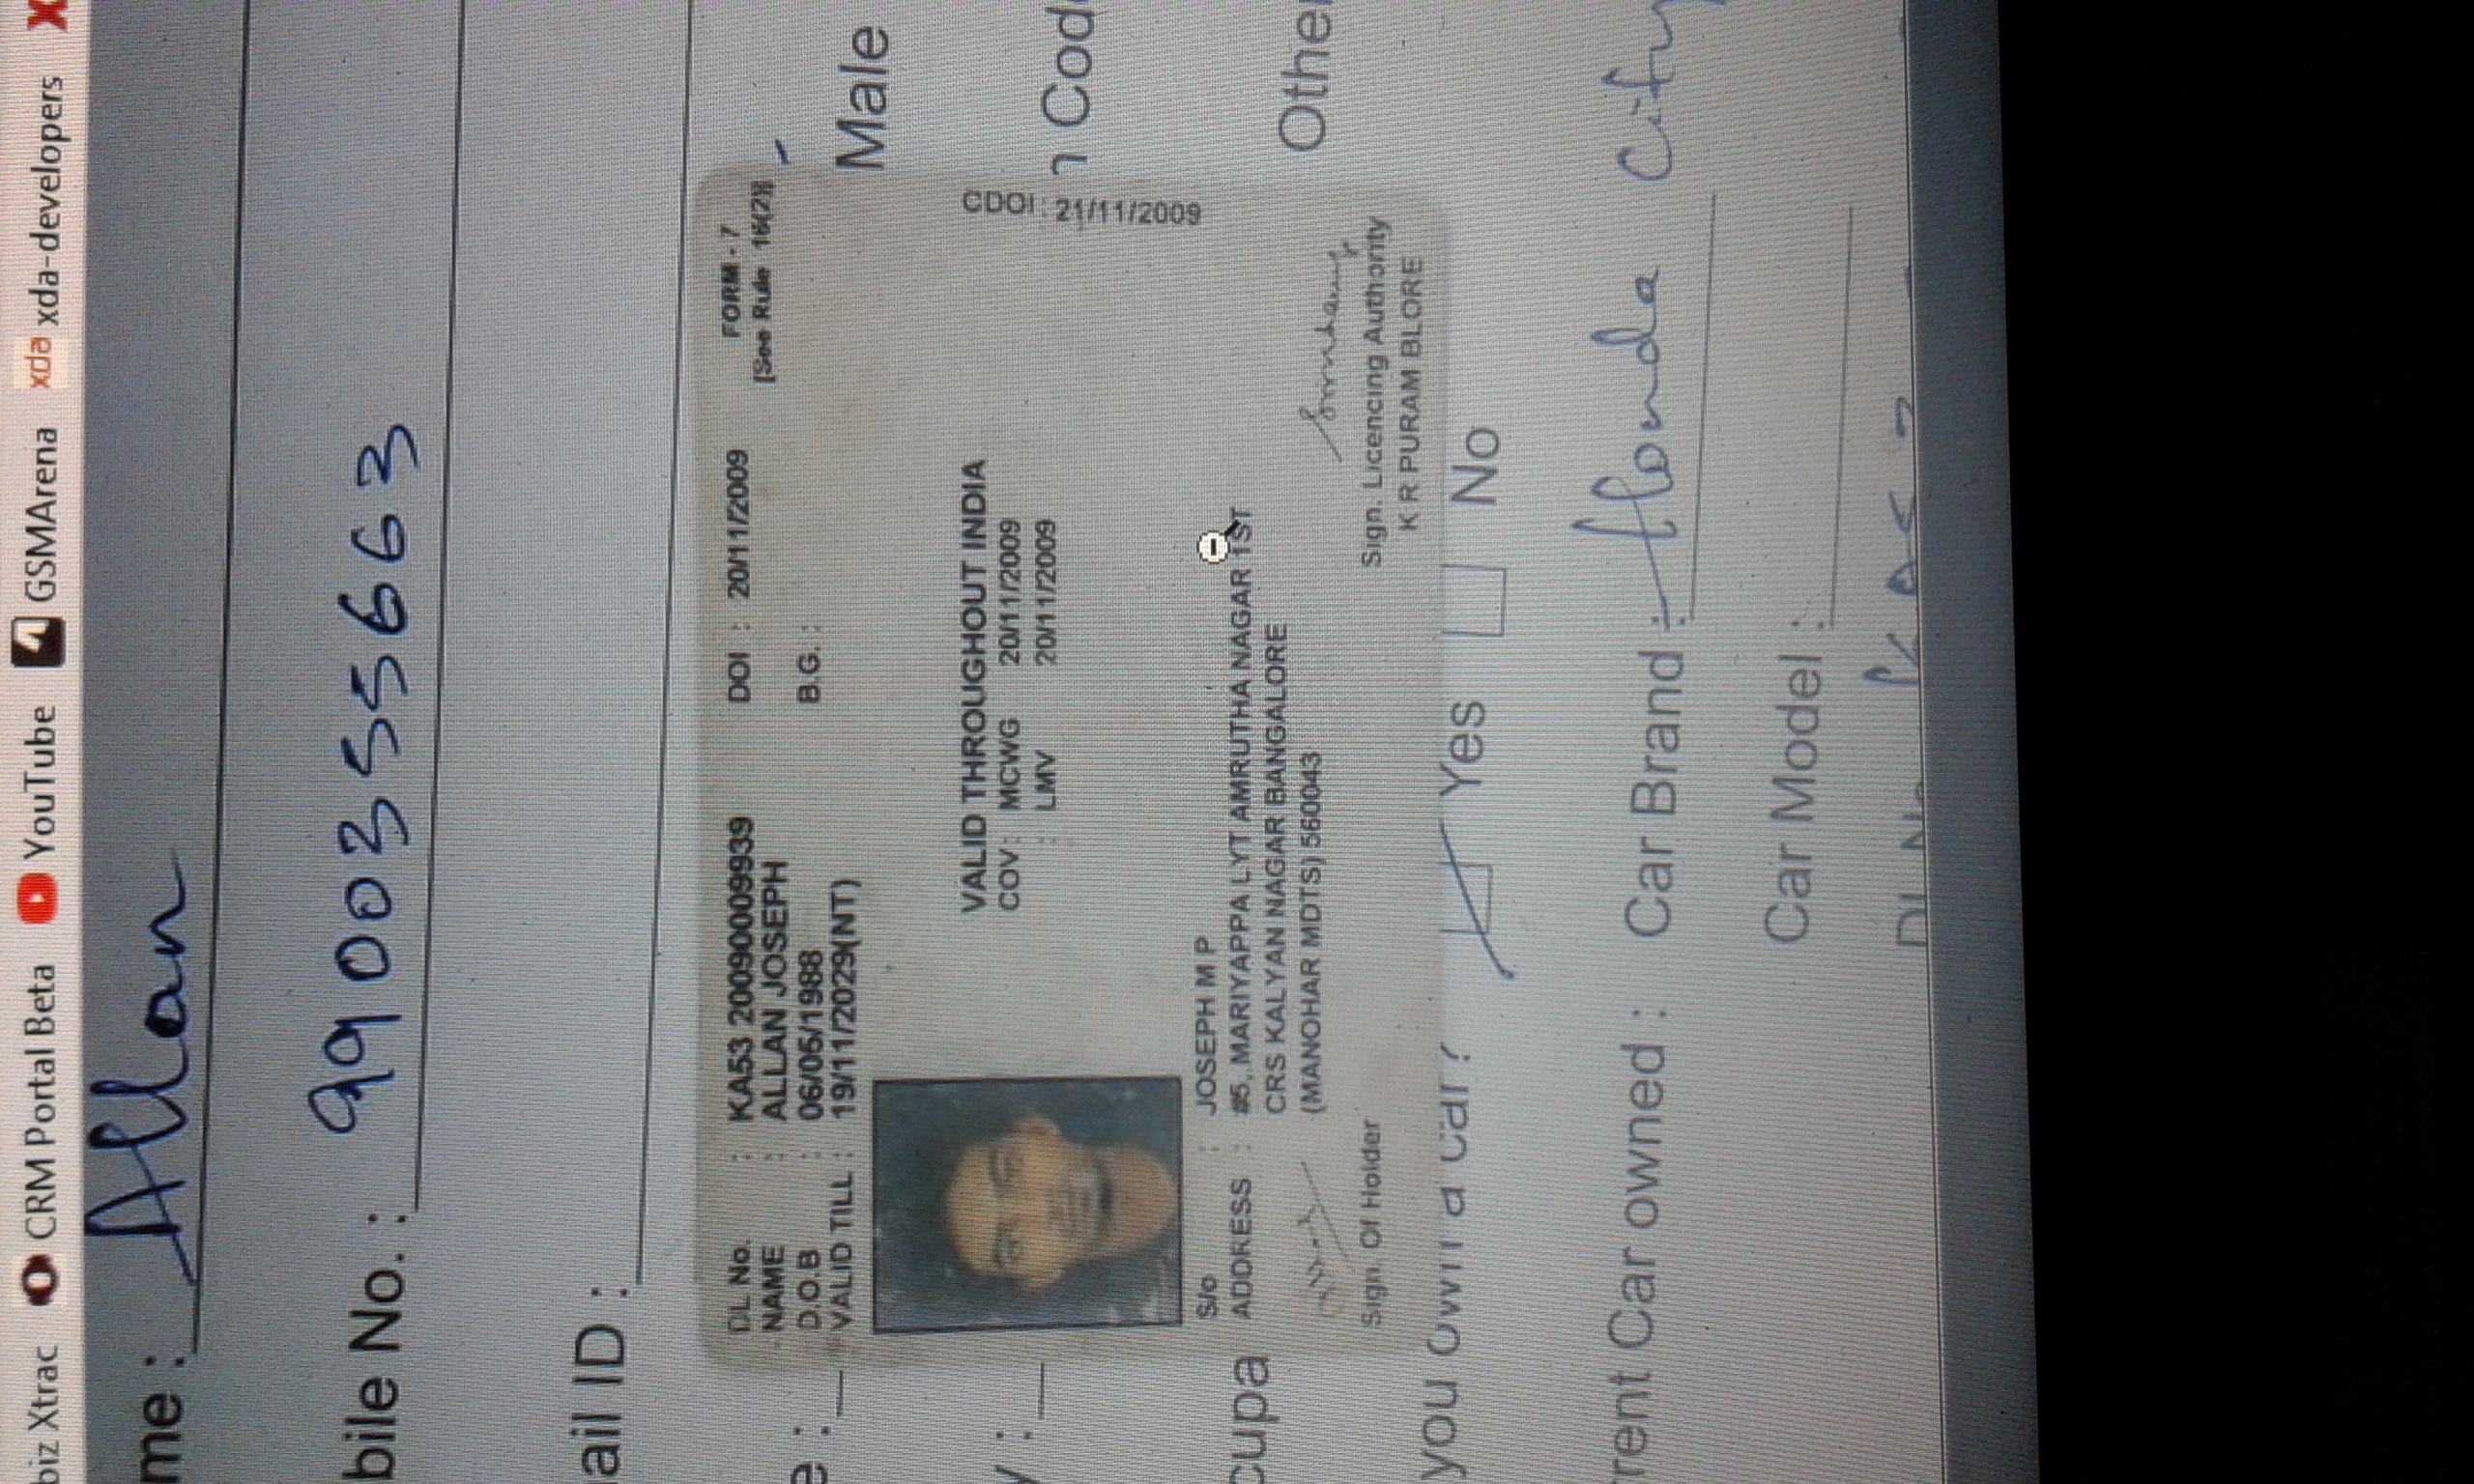 biz Xtrac CRM Portal Beta YouTube GSMArena xda xda-developers
me : Allan
bile No. : 9900355663
ail ID :
DL No. : KA53 20090009939 DOI : 20/11/2009 FORM - 7
NAME : ALLAN JOSEPH [See Rule 16(2)]
D.O.B : 06/05/1988 B.G. :
VALID TILL : 19/11/2029(NT)
e :
Male
VALID THROUGHOUT INDIA
COV: MCWG 20/11/2009
: LMV 20/11/2009
CDOI : 21/11/2009
y :
n Cod
S/o : JOSEPH M P
cupa
ADDRESS : #5, MARIYAPPA LYT AMRUTHA NAGAR 1ST
CRS KALYAN NAGAR BANGALORE
(MANOHAR MDTS) 560043
Other
Sign. Of Holder Sign. Licencing Authority
K R PURAM BLORE
you own a car? Yes No
rent Car owned : Car Brand : Honda City
Car Model :
DL No